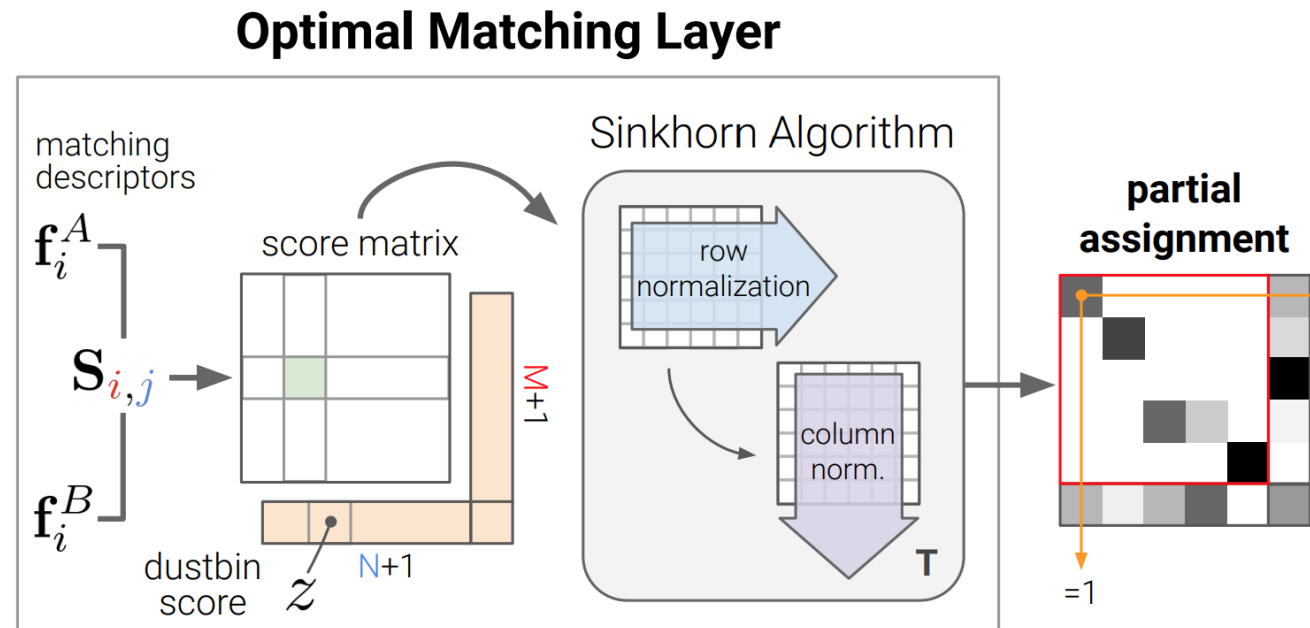 Optimal Matching Layer
matching
descriptors
f_i^A
S_{i,j}
f_i^B
score matrix
M+1
N+1
dustbin
score
z
Sinkhorn Algorithm
row
normalization
column
norm.
T
partial
assignment
=1